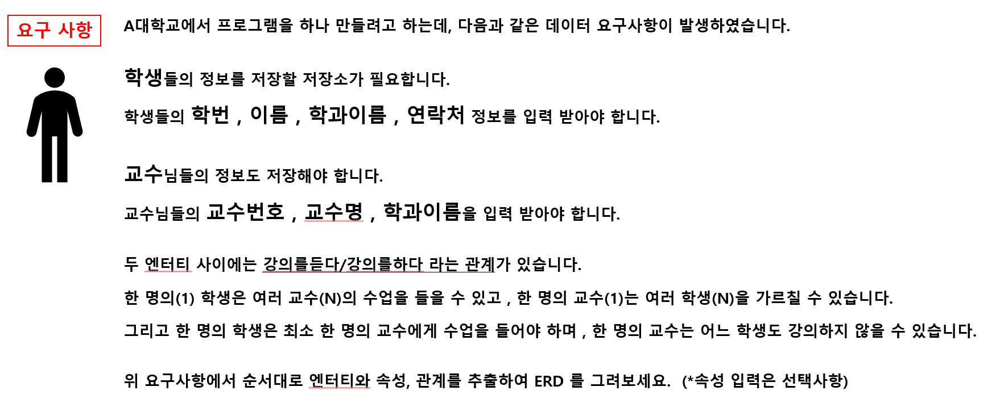 요구 사항
A대학교에서 프로그램을 하나 만들려고 하는데, 다음과 같은 데이터 요구사항이 발생하였습니다.
학생들의 정보를 저장할 저장소가 필요합니다.
학생들의 학번 , 이름 , 학과이름 , 연락처 정보를 입력 받아야 합니다.
교수님들의 정보도 저장해야 합니다.
교수님들의 교수번호 , 교수명 , 학과이름을 입력 받아야 합니다.
두 엔터티 사이에는 강의를듣다/강의를하다 라는 관계가 있습니다.
한 명의(1) 학생은 여러 교수(N)의 수업을 들을 수 있고 , 한 명의 교수(1)는 여러 학생(N)을 가르칠 수 있습니다.
그리고 한 명의 학생은 최소 한 명의 교수에게 수업을 들어야 하며 , 한 명의 교수는 어느 학생도 강의하지 않을 수 있습니다.
위 요구사항에서 순서대로 엔터티와 속성, 관계를 추출하여 ERD 를 그려보세요. (*속성 입력은 선택사항)